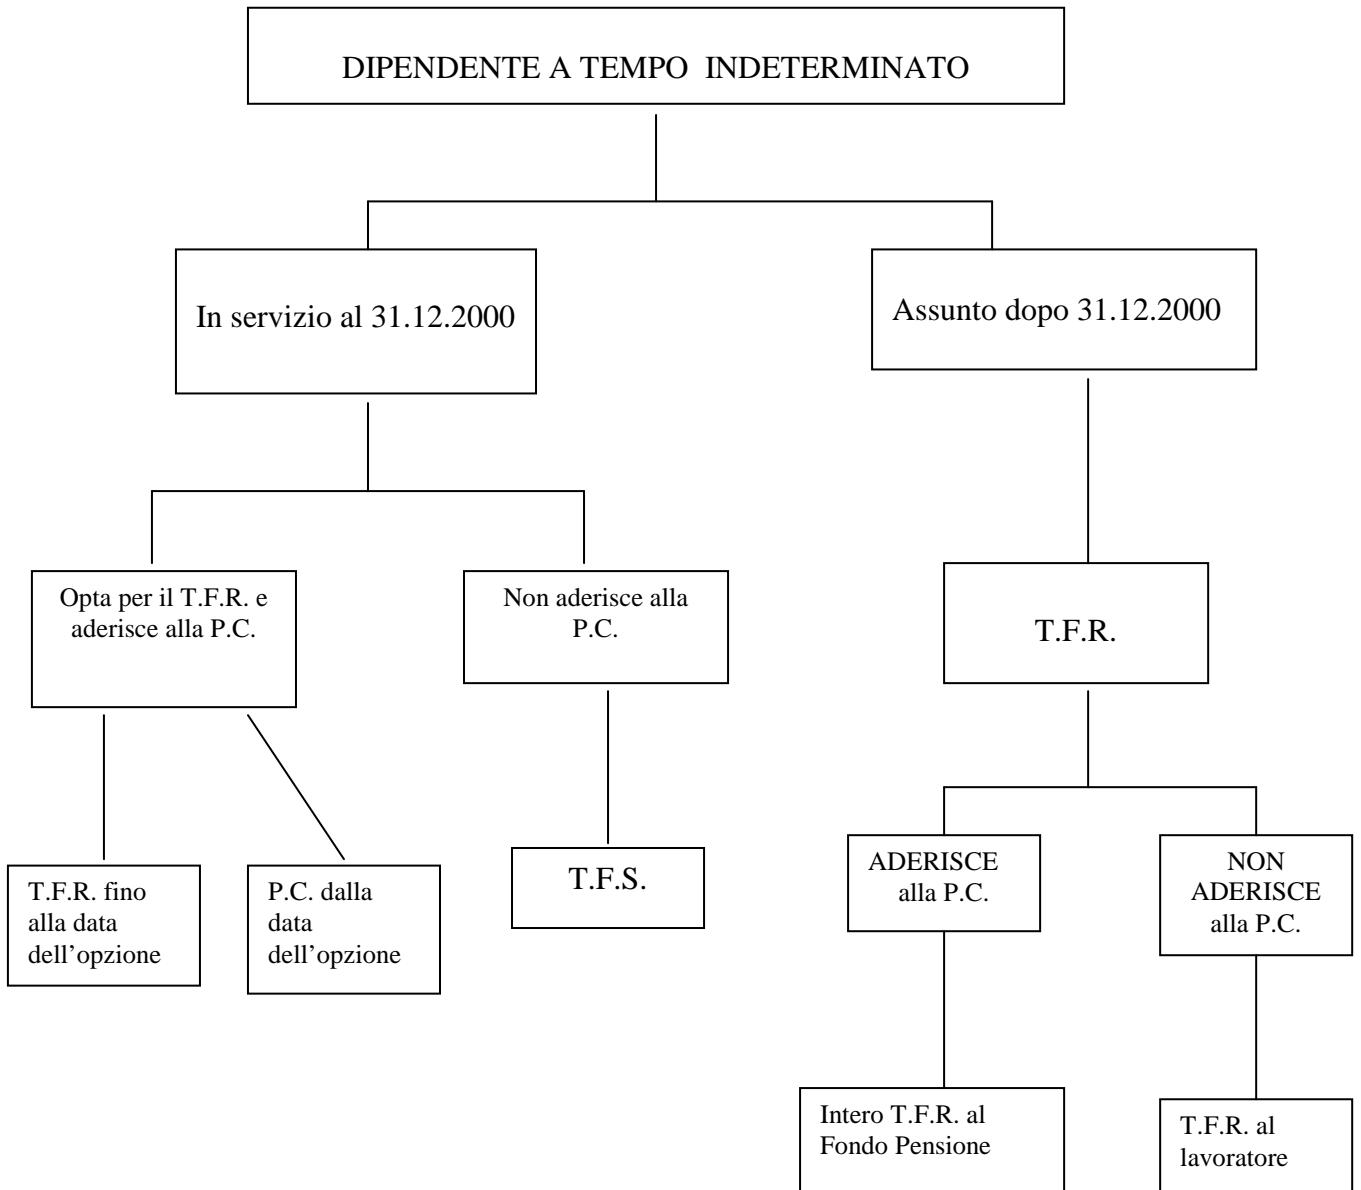 DIPENDENTE A TEMPO INDETERMINATO
In servizio al 31.12.2000
Assunto dopo 31.12.2000
Opta per il T.F.R. e
aderisce alla P.C.
Non aderisce alla
P.C.
T.F.R.
T.F.R. fino
alla data
dell’opzione
P.C. dalla
data
dell’opzione
T.F.S.
ADERISCE
alla P.C.
NON
ADERISCE
alla P.C.
Intero T.F.R. al
Fondo Pensione
T.F.R. al
lavoratore